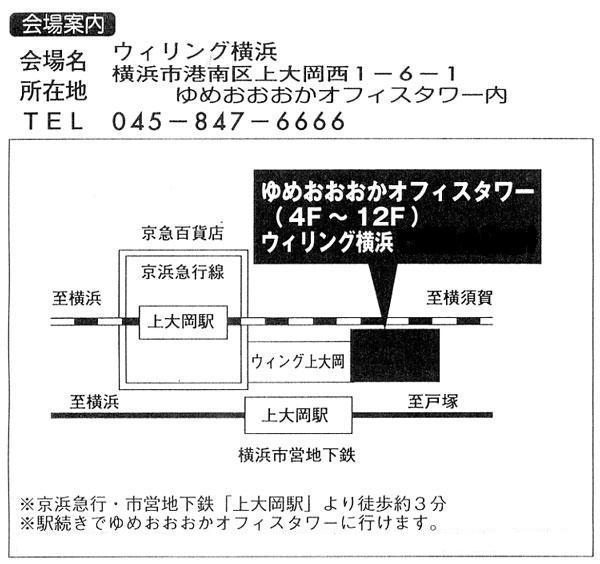 会場案内
会場名 ウィリング横浜
所在地 横浜市港南区上大岡西1－6－1
ゆめおおおかオフィスタワー内
TEL 045－847－6666
ゆめおおおかオフィスタワー
（4F～12F）
ウィリング横浜
京急百貨店
京浜急行線
至横浜
上大岡駅
至横須賀
ウィング上大岡
至横浜
上大岡駅
至戸塚
横浜市営地下鉄
※京浜急行・市営地下鉄「上大岡駅」より徒歩約3分
※駅続きでゆめおおおかオフィスタワーに行けます。